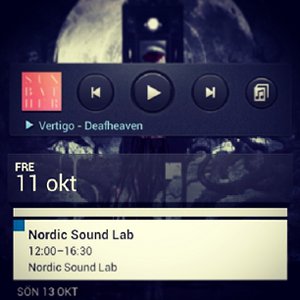 SUN
BAT
HER
Vertigo - Deafheaven
FRE
11 okt
Nordic Sound Lab
12:00–16:30
Nordic Sound Lab
SÖN 13 OKT